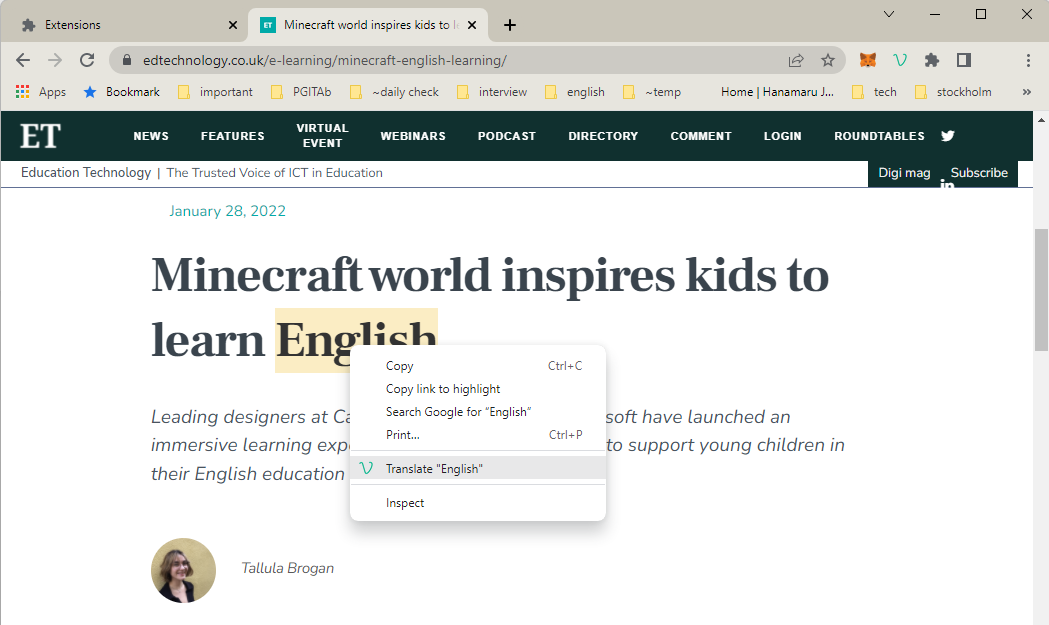 Extensions
Minecraft world inspires kids to l
edtechnology.co.uk/e-learning/minecraft-english-learning/
Apps
Bookmark
important
PGITAb
~daily check
interview
english
~temp
Home | Hanamaru J...
tech
stockholm
»
ET
NEWS
FEATURES
VIRTUAL
EVENT
WEBINARS
PODCAST
DIRECTORY
COMMENT
LOGIN
ROUNDTABLES
Education Technology | The Trusted Voice of ICT in Education
Digi mag
in
Subscribe
January 28, 2022
Minecraft world inspires kids to
learn English
Copy Ctrl+C
Copy link to highlight
Search Google for “English”
Print... Ctrl+P
Translate "English"
Inspect
Leading designers at Ca soft have launched an
immersive learning exp to support young children in
their English education
Tallula Brogan